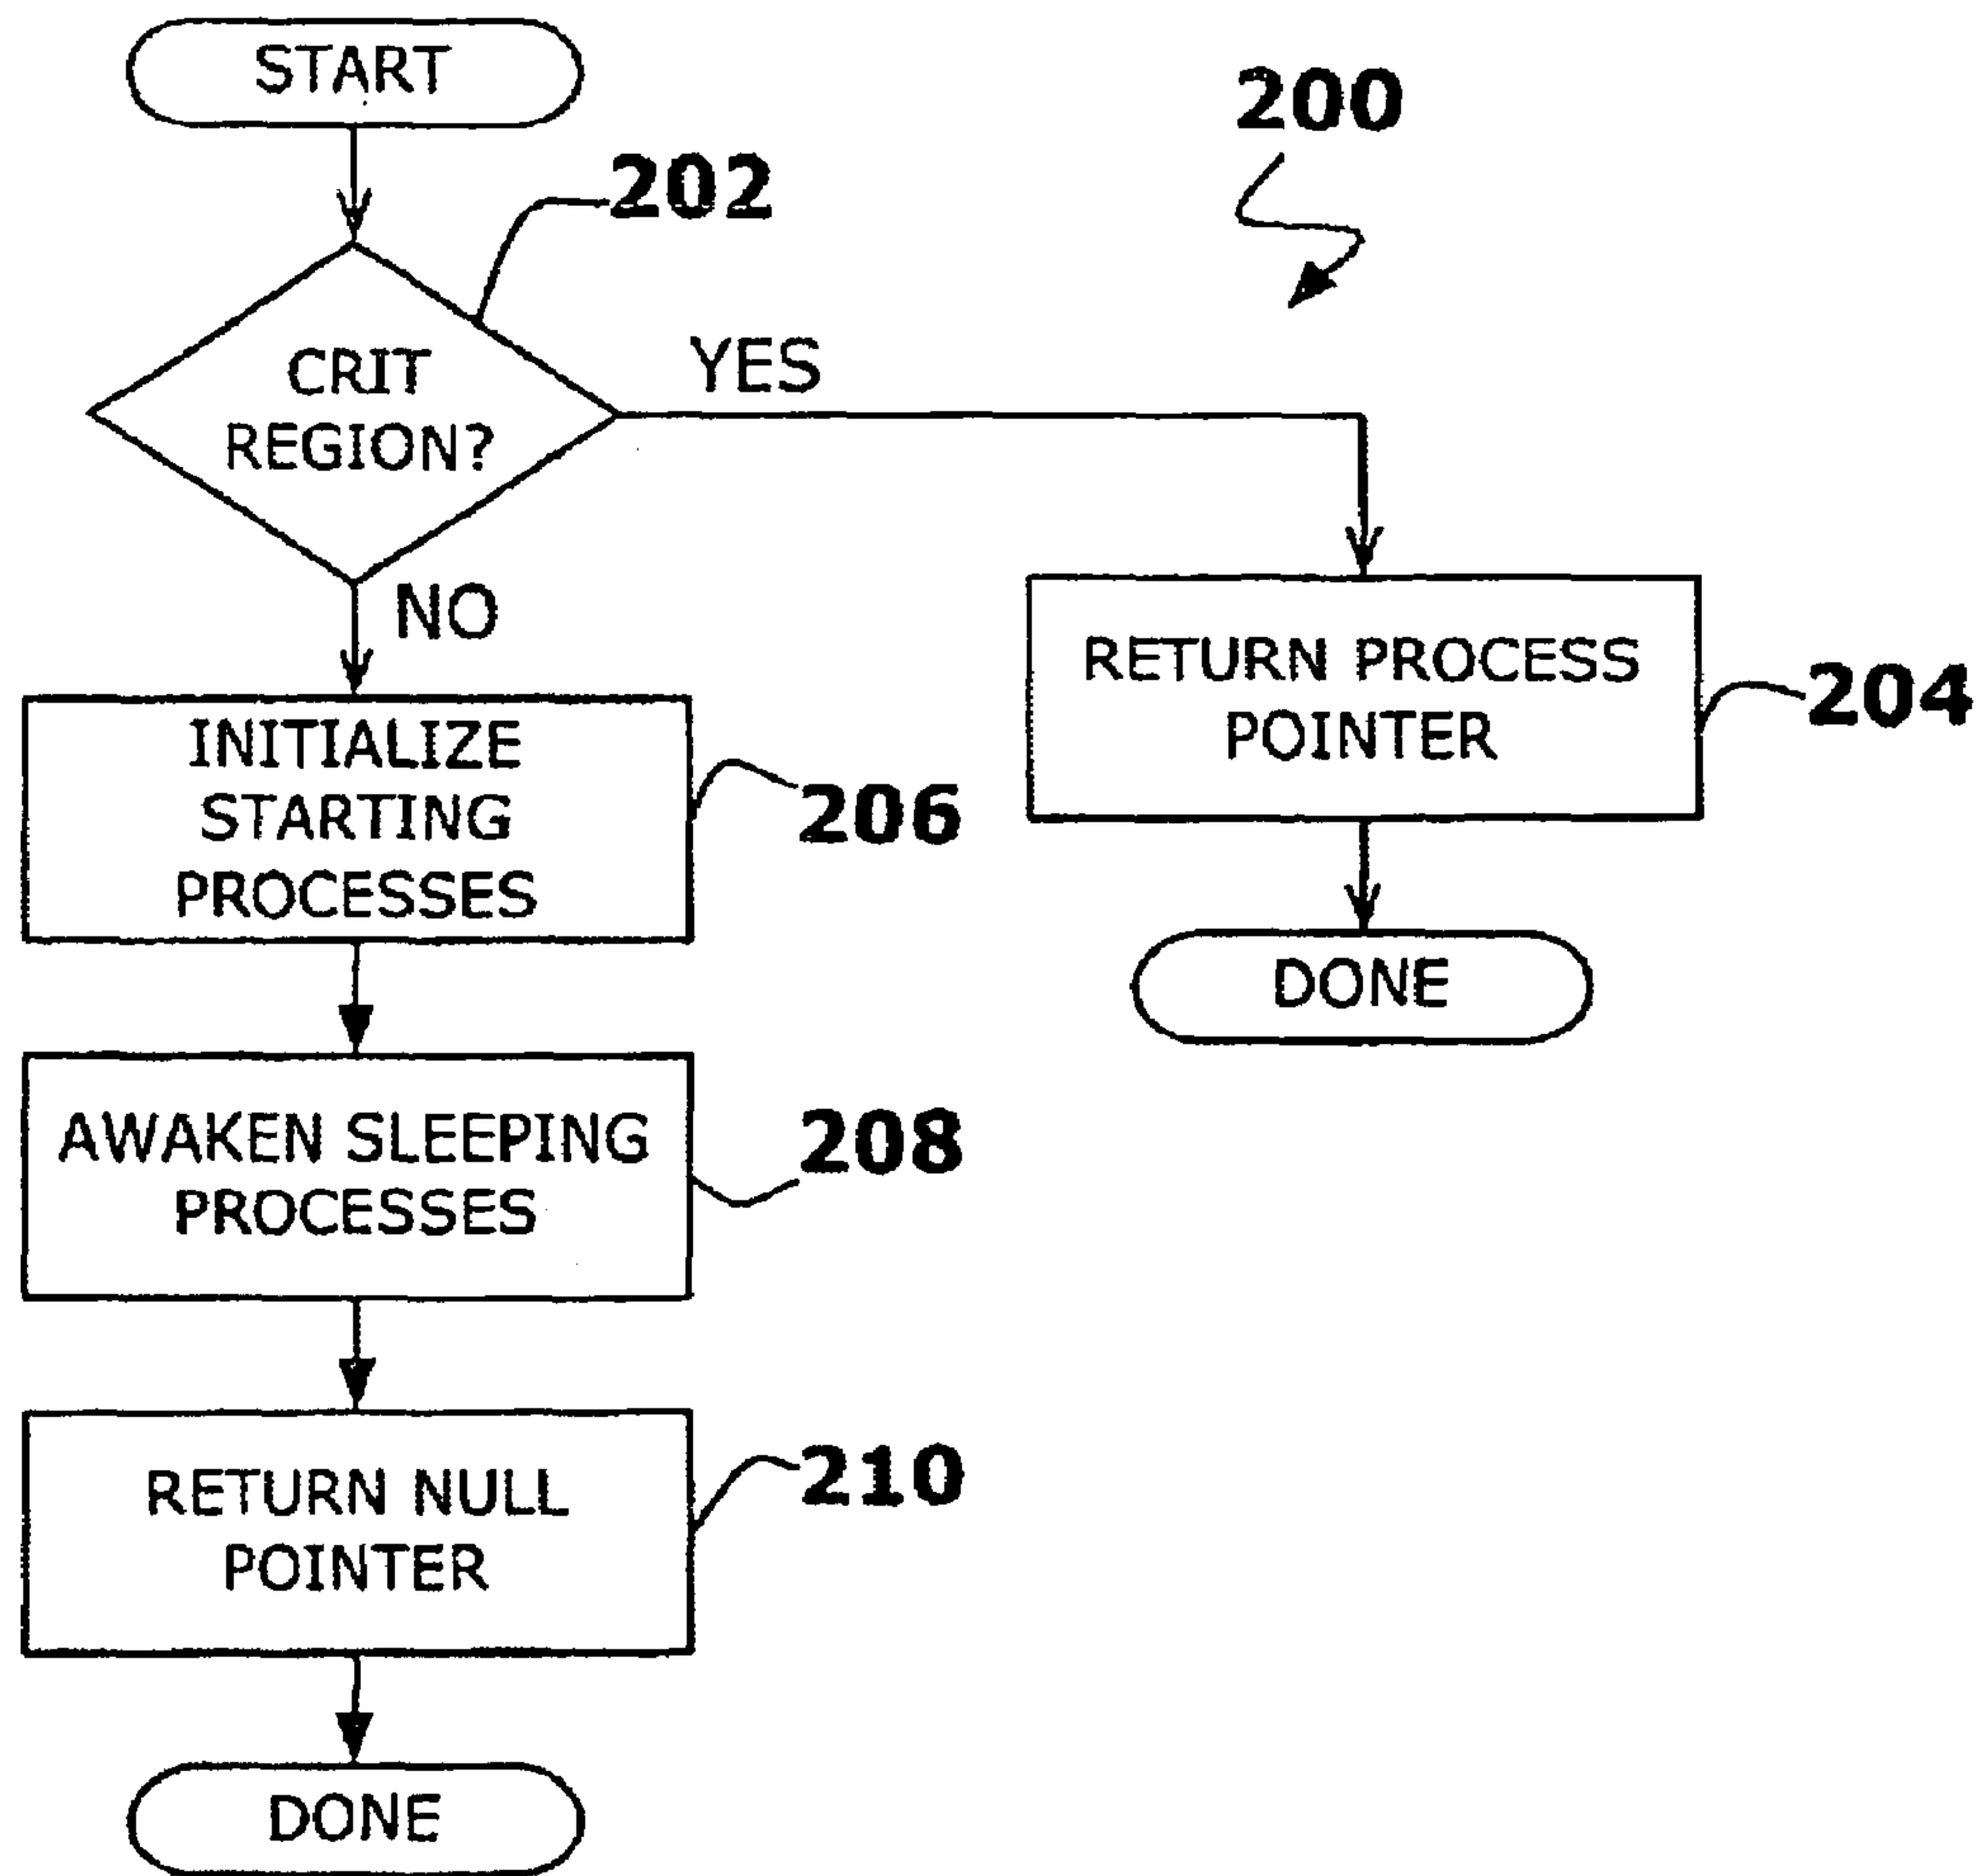 START
200
202
CRIT
REGION?
YES
NO
RETURN PROCESS
POINTER
204
INITIALIZE
STARTING
PROCESSES
206
DONE
AWAKEN SLEEPING
PROCESSES
208
RETURN NULL
POINTER
210
DONE